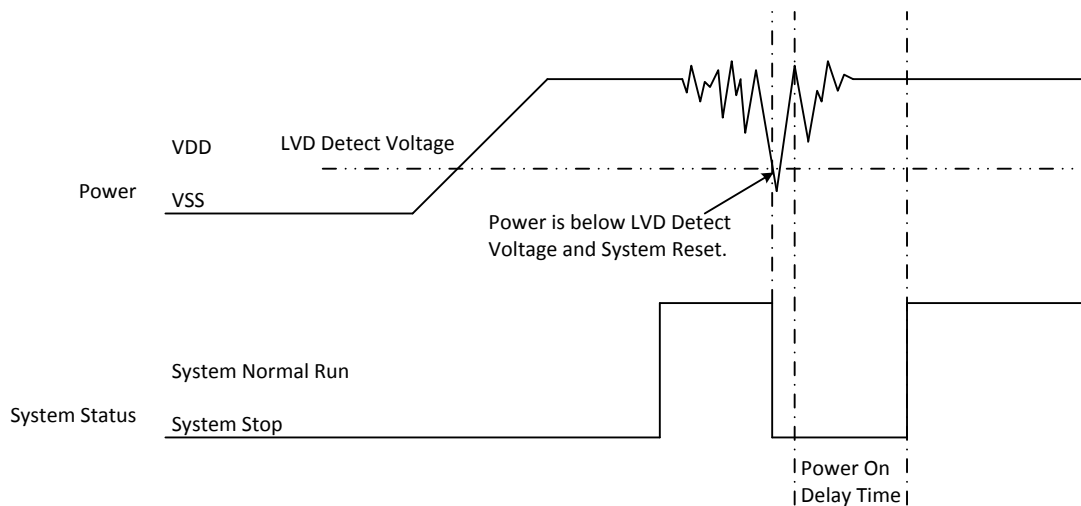 VDD
LVD Detect Voltage
Power
VSS
Power is below LVD Detect
Voltage and System Reset.
System Normal Run
System Status
System Stop
Power On
Delay Time